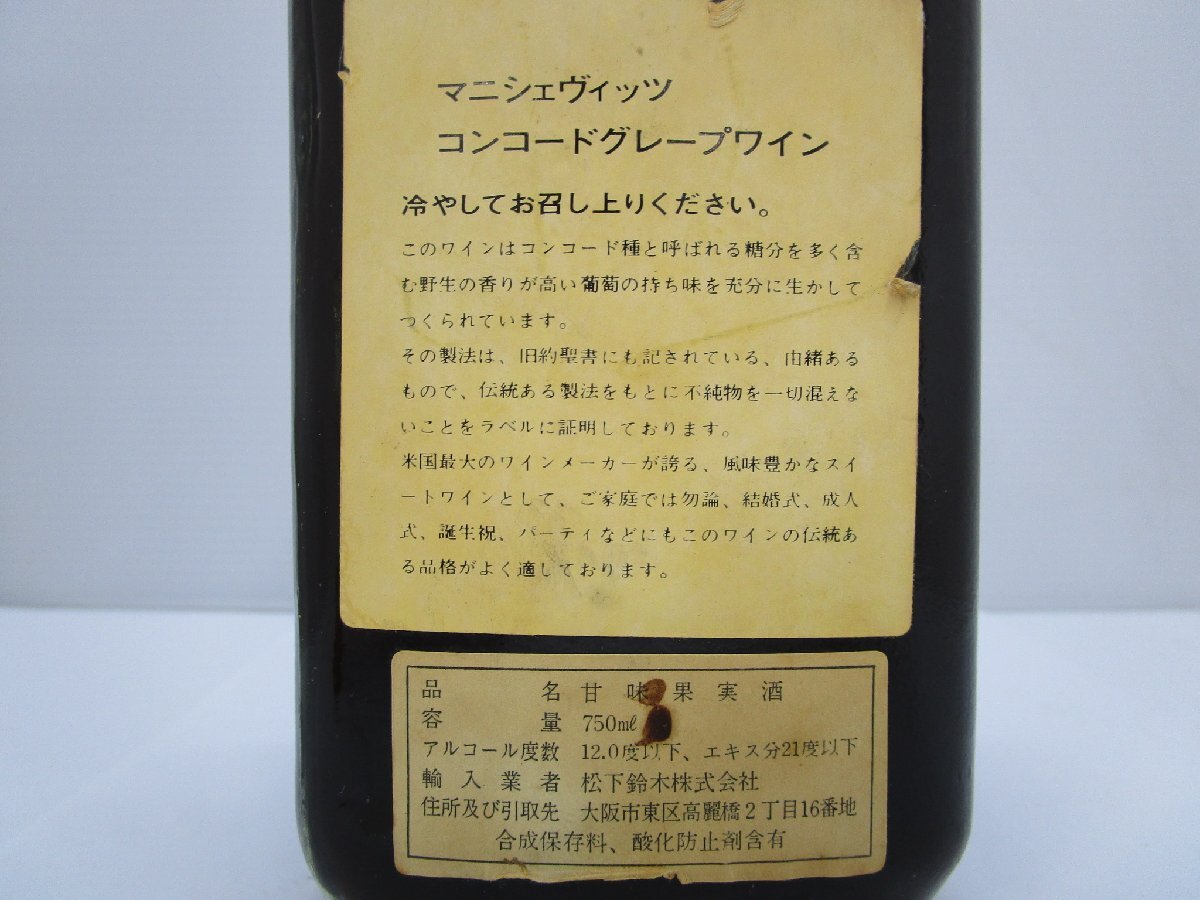 マニシェヴィッツ
コンコードグレープワイン
冷やしてお召し上りください。
このワインはコンコード種と呼ばれる糖分を多く含
む野生の香りが高い葡萄の持ち味を充分に生かして
つくられています。
その製法は、旧約聖書にも記されている、由緒ある
もので、伝統ある製法をもとに不純物を一切混えな
いことをラベルに証明しております。
米国最大のワインメーカーが誇る、風味豊かなスイ
ートワインとして、ご家庭では勿論、結婚式、成人
式、誕生祝、パーティなどにもこのワインの伝統あ
る品格がよく適しております。
品名 甘味果実酒
容量 750ml
アルコール度数 12.0度以下、エキス分21度以下
輸入業者 松下鈴木株式会社
住所及び引取先 大阪市東区高麗橋2丁目16番地
合成保存料、酸化防止剤含有